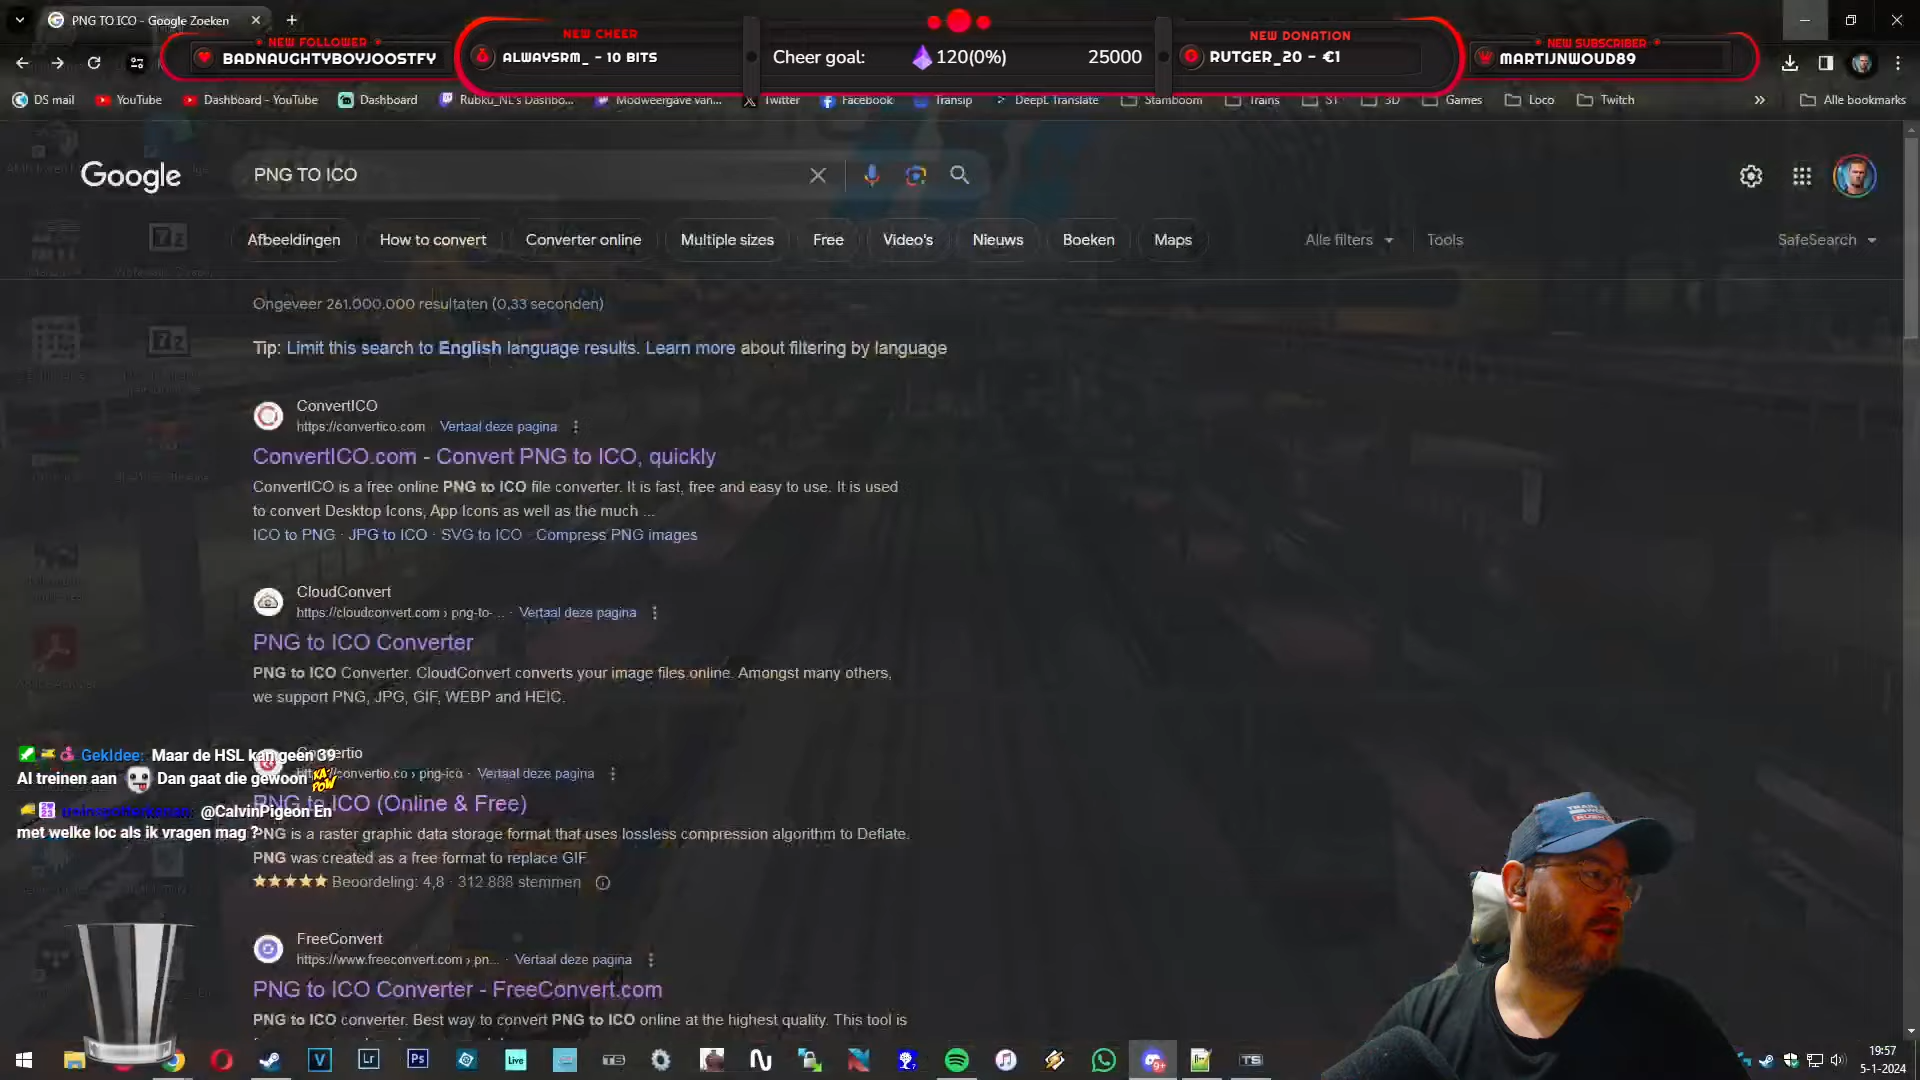 PNG TO ICO - Google Zoeken
NEW FOLLOWER
BADNAUGHTYBOYJOOSTFY
NEW CHEER
ALWAYSRM_ - 10 BITS
Cheer goal:
120(0%)
25000
NEW DONATION
RUTGER_20 - €1
NEW SUBSCRIBER
MARTIJNWOUD89
DS mail
YouTube
Dashboard - YouTube
Dashboard
Rubku_NL's Dashbo...
Modweergave van...
Twitter
Facebook
Transip
DeepL Translate
Stamboom
Trains
ST
3D
Games
Loco
Twitch
Alle bookmarks
Google
PNG TO ICO
Afbeeldingen
How to convert
Converter online
Multiple sizes
Free
Video's
Nieuws
Boeken
Maps
Alle filters
Tools
SafeSearch
Ongeveer 261.000.000 resultaten (0,33 seconden)
Tip: Limit this search to English language results. Learn more about filtering by language
ConvertICO
https://convertico.com
Vertaal deze pagina
ConvertICO.com - Convert PNG to ICO, quickly
ConvertICO is a free online PNG to ICO file converter. It is fast, free and easy to use. It is used
to convert Desktop Icons, App Icons as well as the much ...
ICO to PNG · JPG to ICO · SVG to ICO · Compress PNG images
CloudConvert
https://cloudconvert.com › png-to-... · Vertaal deze pagina
PNG to ICO Converter
PNG to ICO Converter. CloudConvert converts your image files online. Amongst many others,
we support PNG, JPG, GIF, WEBP and HEIC.
https://convertio.co › png-ico · Vertaal deze pagina
PNG to ICO (Online & Free)
PNG is a raster graphic data storage format that uses lossless compression algorithm to Deflate.
PNG was created as a free format to replace GIF.
Beoordeling: 4,8 · 312.888 stemmen
GekIdee: Maar de HSL kan geen 39
AI treinen aan Dan gaat die gewoon KA POW
@CalvinPigeon En
met welke loc als ik vragen mag ?
FreeConvert
https://www.freeconvert.com › pn... · Vertaal deze pagina
PNG to ICO Converter - FreeConvert.com
PNG to ICO converter. Best way to convert PNG to ICO online at the highest quality. This tool is
V
Lr
Ps
Live
TS
9+
TS
19:57
5-1-2024